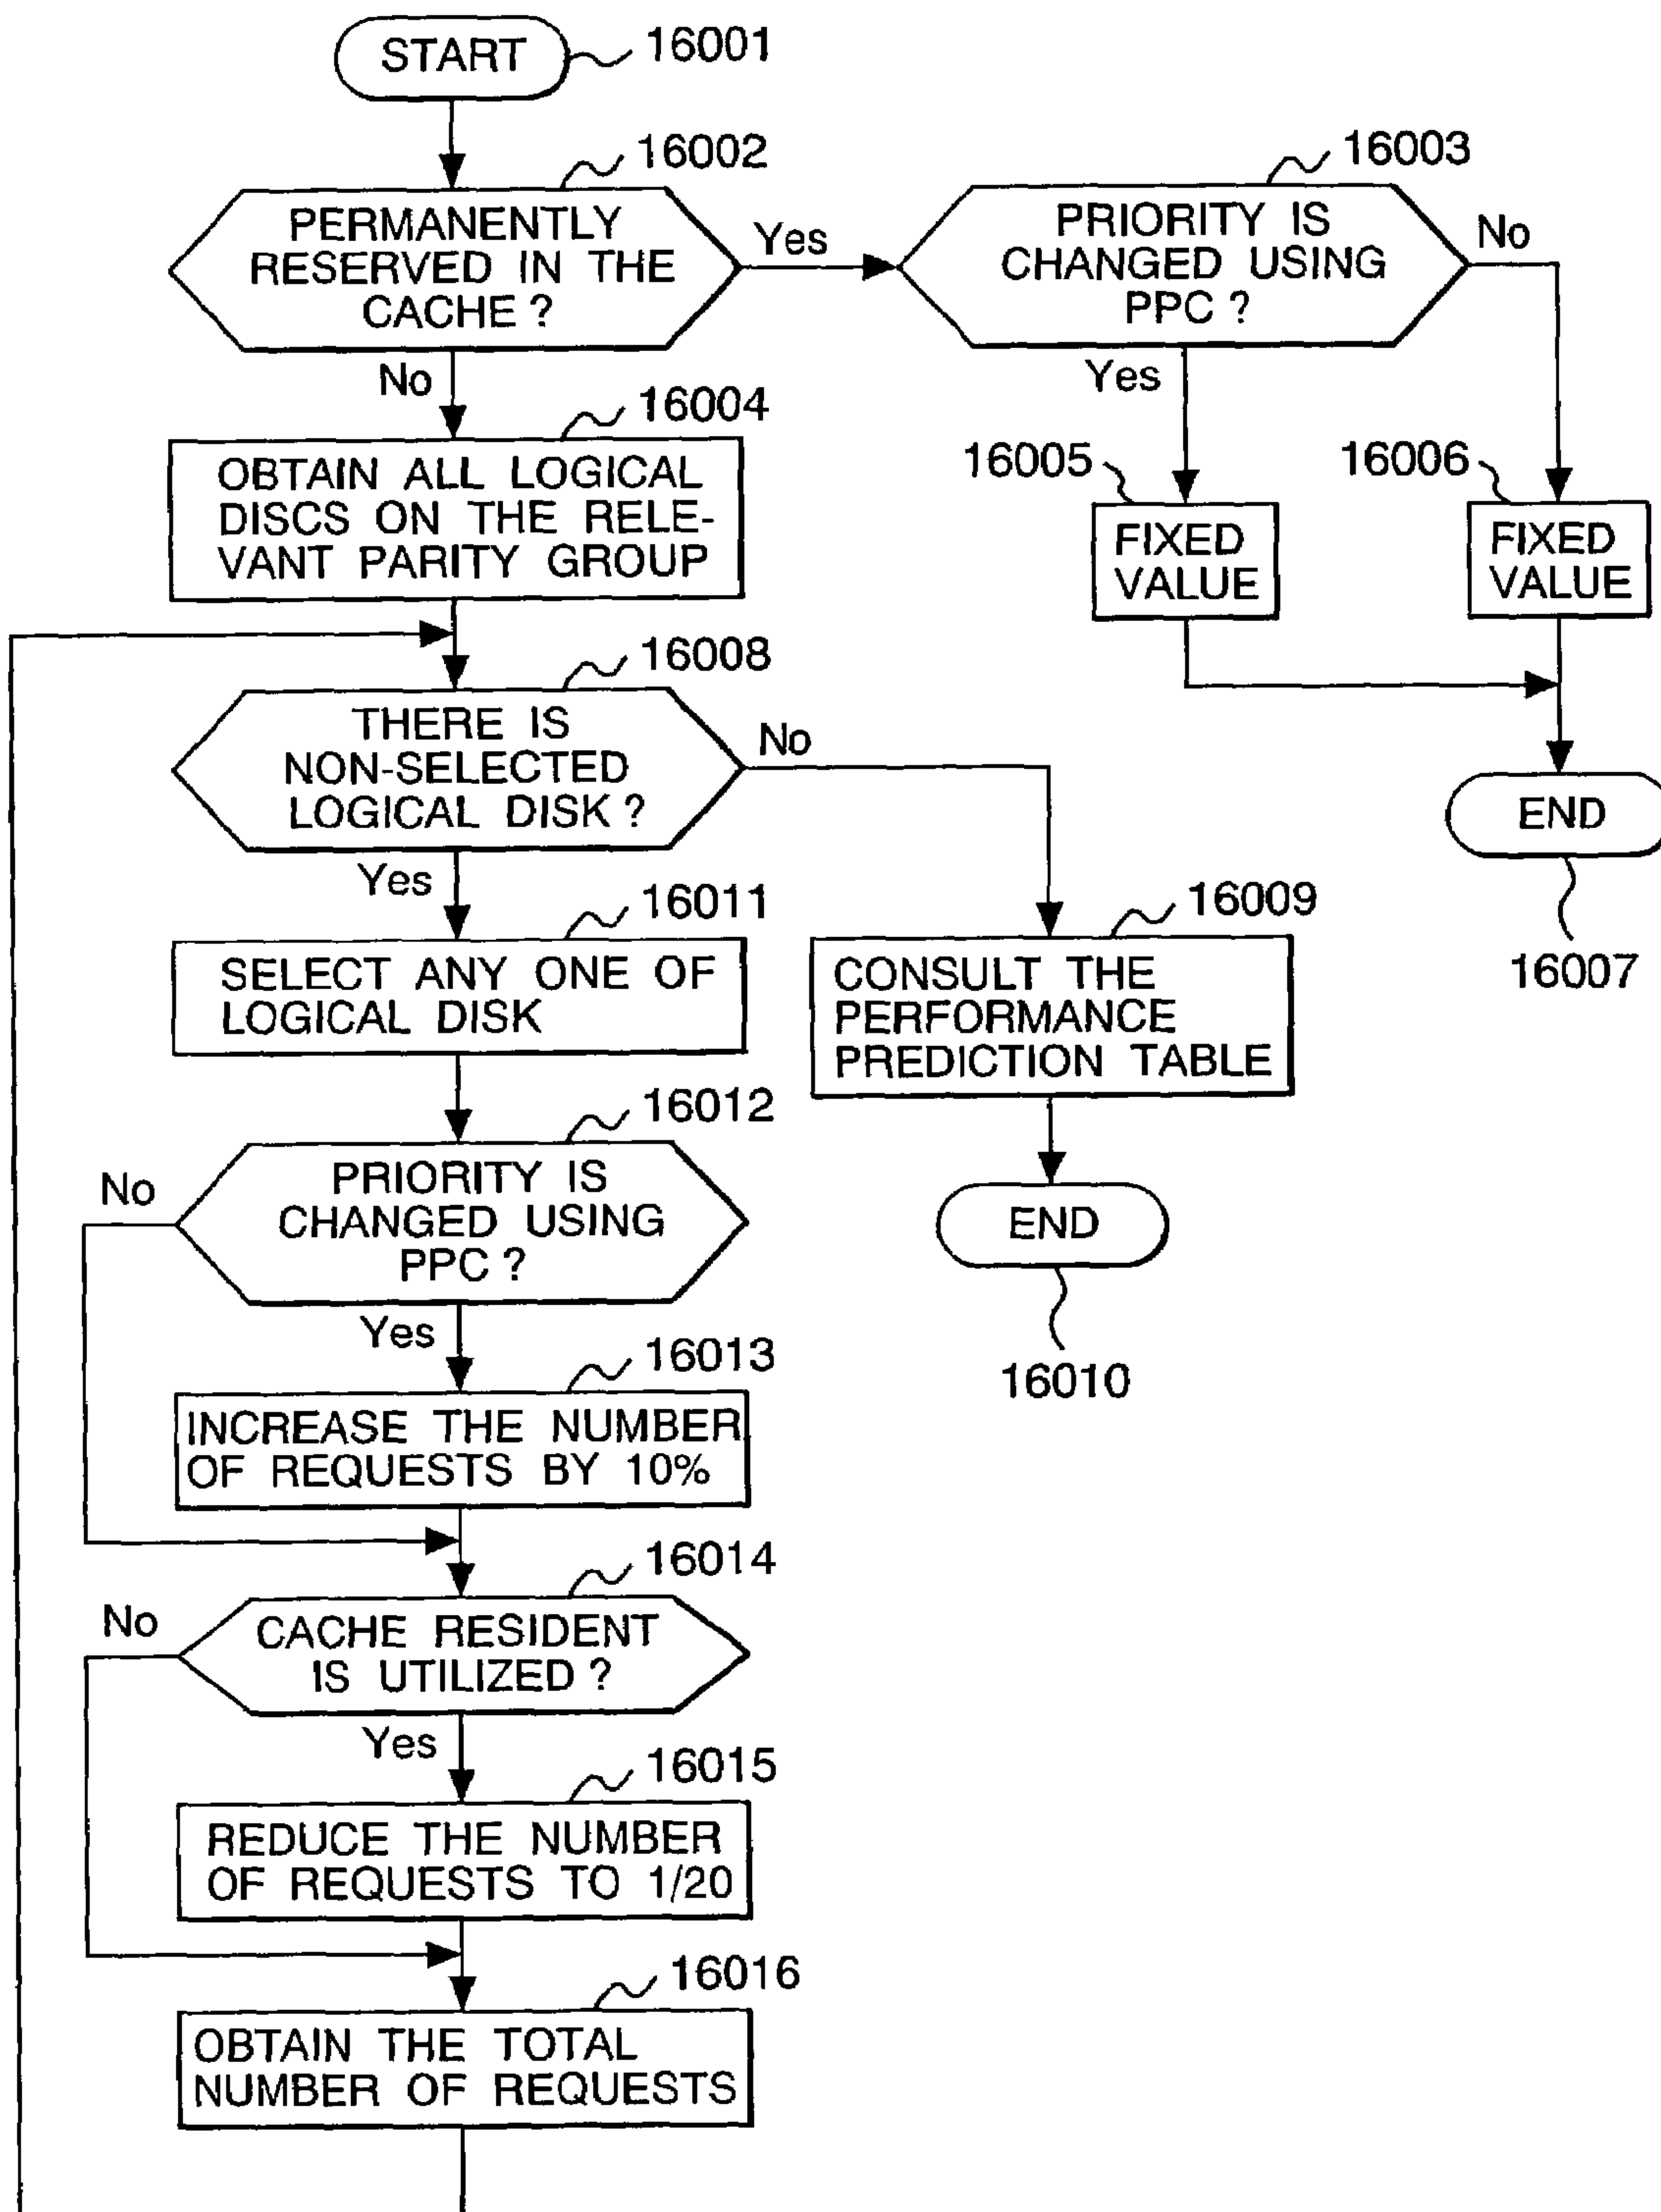 START
16001
16002
PERMANENTLY
RESERVED IN THE
CACHE ?
Yes
No
16003
PRIORITY IS
CHANGED USING
PPC ?
No
Yes
16004
OBTAIN ALL LOGICAL
DISCS ON THE RELE-
VANT PARITY GROUP
16005
FIXED
VALUE
16006
FIXED
VALUE
END
16007
16008
THERE IS
NON-SELECTED
LOGICAL DISK ?
No
Yes
16009
CONSULT THE
PERFORMANCE
PREDICTION TABLE
END
16010
16011
SELECT ANY ONE OF
LOGICAL DISK
16012
PRIORITY IS
CHANGED USING
PPC ?
No
Yes
16013
INCREASE THE NUMBER
OF REQUESTS BY 10%
16014
CACHE RESIDENT
IS UTILIZED ?
No
Yes
16015
REDUCE THE NUMBER
OF REQUESTS TO 1/20
16016
OBTAIN THE TOTAL
NUMBER OF REQUESTS